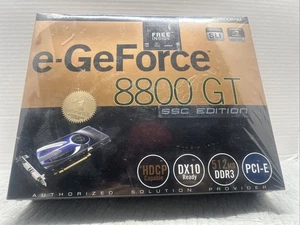 FREE
SLI
e-GeForce
8800 GT
SSC EDITION
HDCP
Capable
DX10
Ready
512MB
DDR3
PCI-E
AUTHORIZED SOLUTION PROVIDER